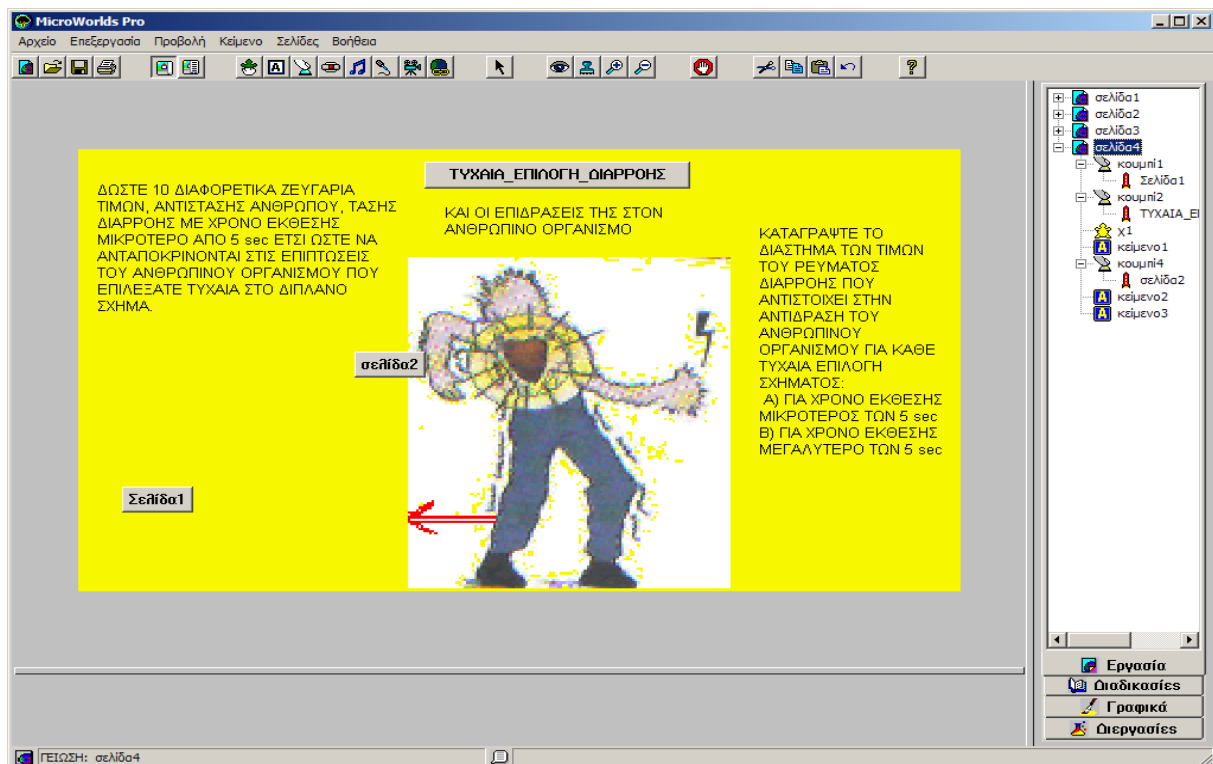 MicroWorlds Pro
Αρχείο Επεξεργασία Προβολή Κείμενο Σελίδες Βοήθεια
ΤΥΧΑΙΑ_ΕΠΙΛΟΓΗ_ΔΙΑΡΡΟΗΣ
ΔΩΣΤΕ 10 ΔΙΑΦΟΡΕΤΙΚΑ ΖΕΥΓΑΡΙΑ
ΤΙΜΩΝ, ΑΝΤΙΣΤΑΣΗΣ ΑΝΘΡΩΠΟΥ, ΤΑΣΗΣ
ΔΙΑΡΡΟΗΣ ΜΕ ΧΡΟΝΟ ΕΚΘΕΣΗΣ
ΜΙΚΡΟΤΕΡΟ ΑΠΟ 5 sec ΕΤΣΙ ΩΣΤΕ ΝΑ
ΑΝΤΑΠΟΚΡΙΝΟΝΤΑΙ ΣΤΙΣ ΕΠΙΠΤΩΣΕΙΣ
ΤΟΥ ΑΝΘΡΩΠΙΝΟΥ ΟΡΓΑΝΙΣΜΟΥ ΠΟΥ
ΕΠΙΛΕΞΑΤΕ ΤΥΧΑΙΑ ΣΤΟ ΔΙΠΛΑΝΟ
ΣΧΗΜΑ.
ΚΑΙ ΟΙ ΕΠΙΔΡΑΣΕΙΣ ΤΗΣ ΣΤΟΝ
ΑΝΘΡΩΠΙΝΟ ΟΡΓΑΝΙΣΜΟ
ΚΑΤΑΓΡΑΨΤΕ ΤΟ
ΔΙΑΣΤΗΜΑ ΤΩΝ ΤΙΜΩΝ
ΤΟΥ ΡΕΥΜΑΤΟΣ
ΔΙΑΡΡΟΗΣ ΠΟΥ
ΑΝΤΙΣΤΟΙΧΕΙ ΣΤΗΝ
ΑΝΤΙΔΡΑΣΗ ΤΟΥ
ΑΝΘΡΩΠΙΝΟΥ
ΟΡΓΑΝΙΣΜΟΥ ΓΙΑ ΚΑΘΕ
ΤΥΧΑΙΑ ΕΠΙΛΟΓΗ
ΣΧΗΜΑΤΟΣ:
Α) ΓΙΑ ΧΡΟΝΟ ΕΚΘΕΣΗΣ
ΜΙΚΡΟΤΕΡΟΣ ΤΩΝ 5 sec
Β) ΓΙΑ ΧΡΟΝΟ ΕΚΘΕΣΗΣ
ΜΕΓΑΛΥΤΕΡΟ ΤΩΝ 5 sec
σελίδα2
Σελίδα1
σελίδα1
σελίδα2
σελίδα3
σελίδα4
κουμπί1
Σελίδα1
κουμπί2
ΤΥΧΑΙΑ_ΕΙ
χ1
κείμενο1
κουμπί4
σελίδα2
κείμενο2
κείμενο3
Εργασία
Διαδικασίες
Γραφικά
Διεργασίες
ΓΕΙΩΣΗ: σελίδα4